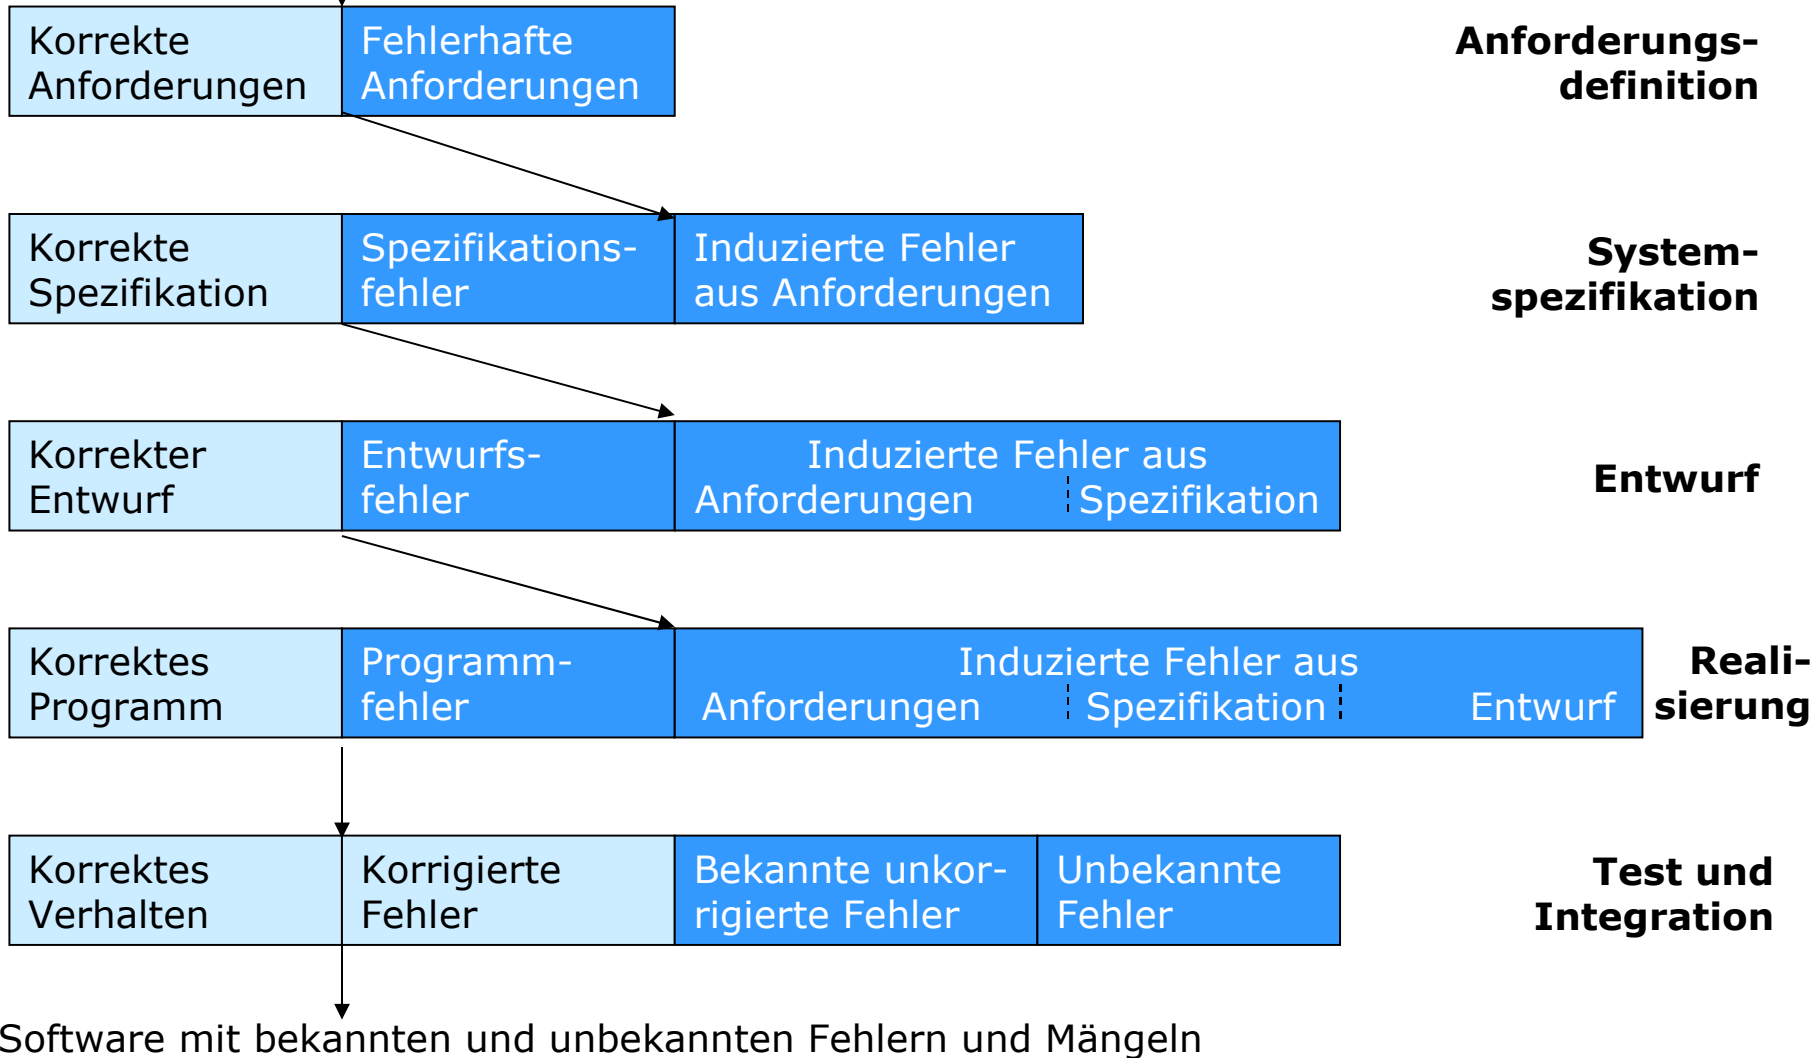 Korrekte
Anforderungen
Fehlerhafte
Anforderungen
Anforderungs-
definition
Korrekte
Spezifikation
Spezifikations-
fehler
Induzierte Fehler
aus Anforderungen
System-
spezifikation
Korrekter
Entwurf
Entwurfs-
fehler
Induzierte Fehler aus
Anforderungen Spezifikation
Entwurf
Korrektes
Programm
Programm-
fehler
Induzierte Fehler aus
Anforderungen Spezifikation Entwurf
Reali-
sierung
Korrektes
Verhalten
Korrigierte
Fehler
Bekannte unkor-
rigierte Fehler
Unbekannte
Fehler
Test und
Integration
Software mit bekannten und unbekannten Fehlern und Mängeln